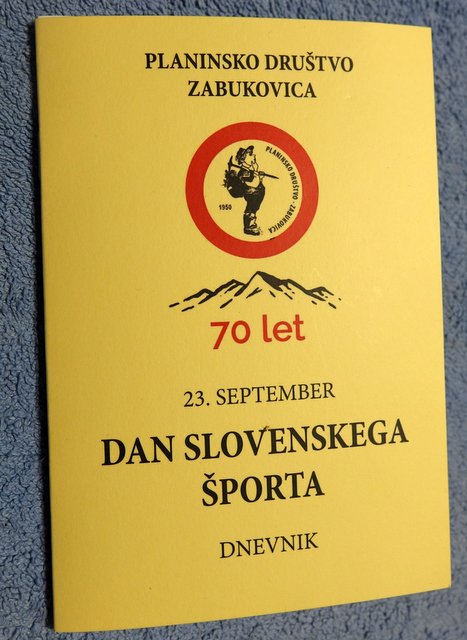 PLANINSKO DRUŠTVO
ZABUKOVICA
PLANINSKO DRUŠTVO - ZABUKOVICA
1950
70 let
23. SEPTEMBER
DAN SLOVENSKEGA
ŠPORTA
DNEVNIK